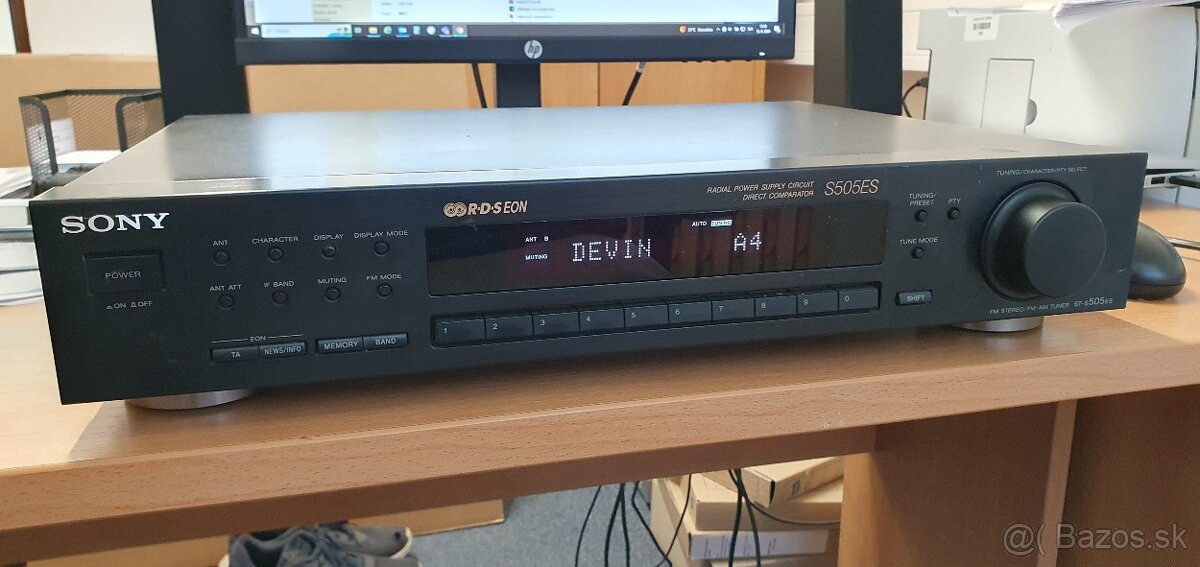 hp
SONY
R·D·S EON
RADIAL POWER SUPPLY CIRCUIT
DIRECT COMPARATOR
S505ES
TUNING/CHARACTER/PTY SELECT
TUNING/
PRESET
PTY
TUNE MODE
POWER
ON OFF
ANT
CHARACTER
DISPLAY
DISPLAY MODE
ANT ATT
IF BAND
MUTING
FM MODE
ANT B
MUTING
DEVIN
AUTO TUNED
A4
EON
TA
NEWS/INFO
MEMORY
BAND
1 2 3 4 5 6 7 8 9 0
SHIFT
FM STEREO/FM-AM TUNER ST-S505ES
@( Bazos.sk